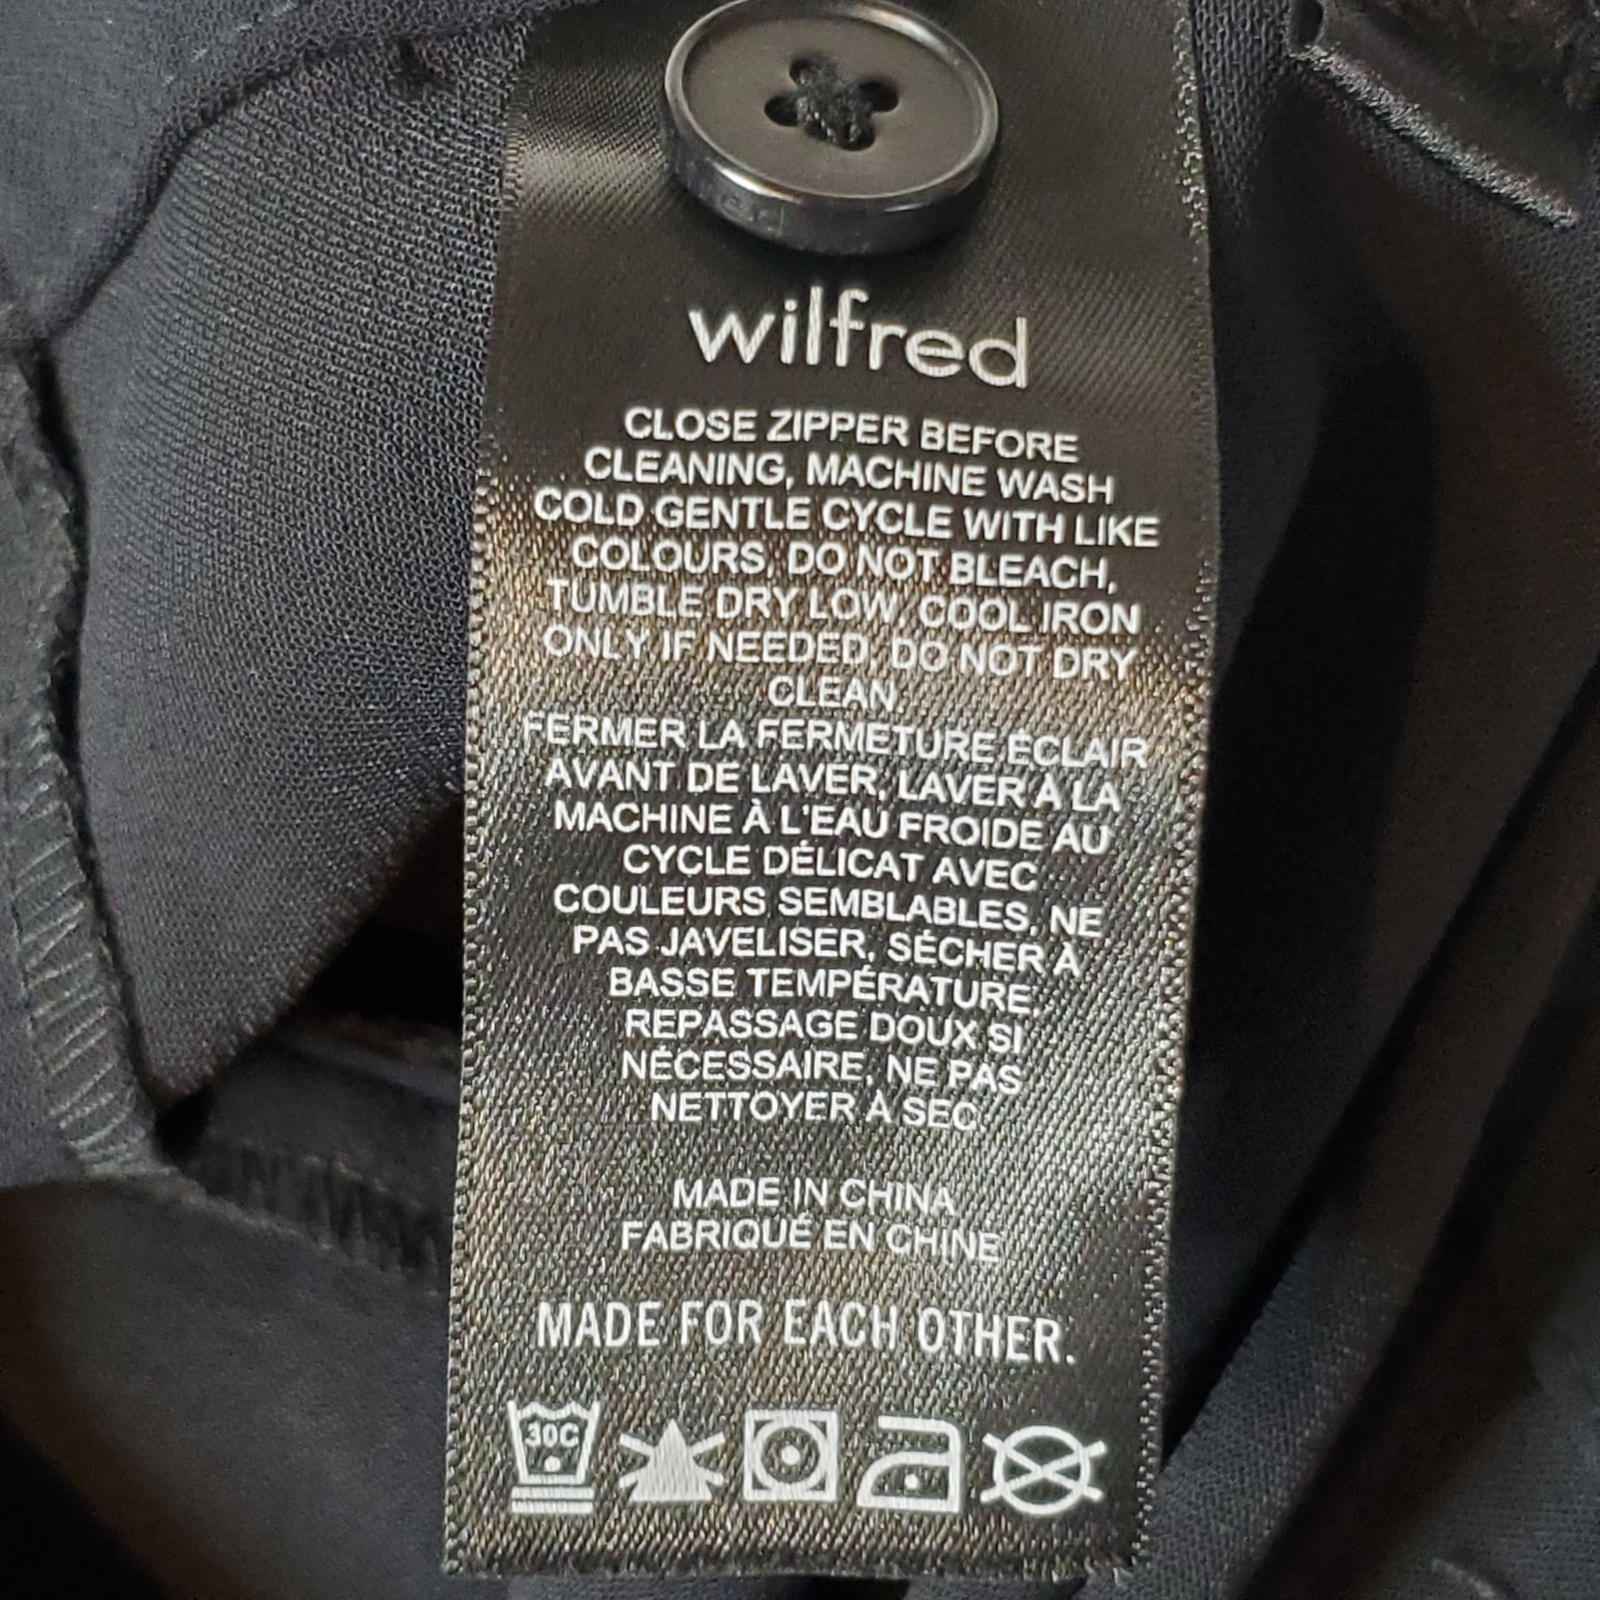 wilfred
CLOSE ZIPPER BEFORE
CLEANING, MACHINE WASH
COLD GENTLE CYCLE WITH LIKE
COLOURS, DO NOT BLEACH,
TUMBLE DRY LOW, COOL IRON
ONLY IF NEEDED, DO NOT DRY
CLEAN
FERMER LA FERMETURE ÉCLAIR
AVANT DE LAVER, LAVER À LA
MACHINE À L'EAU FROIDE AU
CYCLE DÉLICAT AVEC
COULEURS SEMBLABLES, NE
PAS JAVELISER, SÉCHER À
BASSE TEMPÉRATURE,
REPASSAGE DOUX SI
NÉCESSAIRE, NE PAS
NETTOYER À SEC
MADE IN CHINA
FABRIQUÉ EN CHINE
MADE FOR EACH OTHER.
30C